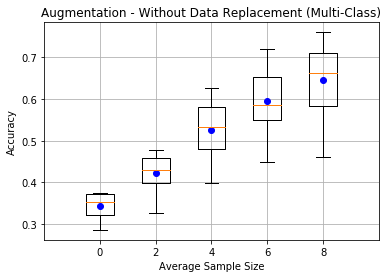 Augmentation - Without Data Replacement (Multi-Class)
0.7
0.6
0.5
0.4
0.3
Accuracy
0 2 4 6 8
Average Sample Size